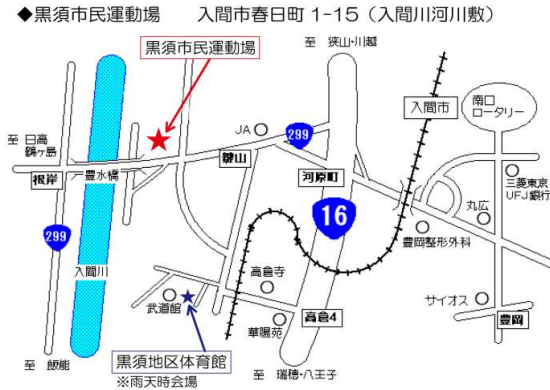 ◆黒須市民運動場　入間市春日町1-15（入間川河川敷）
黒須市民運動場
至 狭山・川越
入間市
南口
ロータリー
JA
299
至 日高
鶴ヶ島
鍵山
河原町
根岸
豊水橋
三菱東京
UFJ銀行
16
丸広
299
豊岡整形外科
入間川
高倉寺
武道館
サイオス
華陽苑
高倉4
豊岡
黒須地区体育館
※雨天時会場
至 飯能
至 瑞穂・八王子